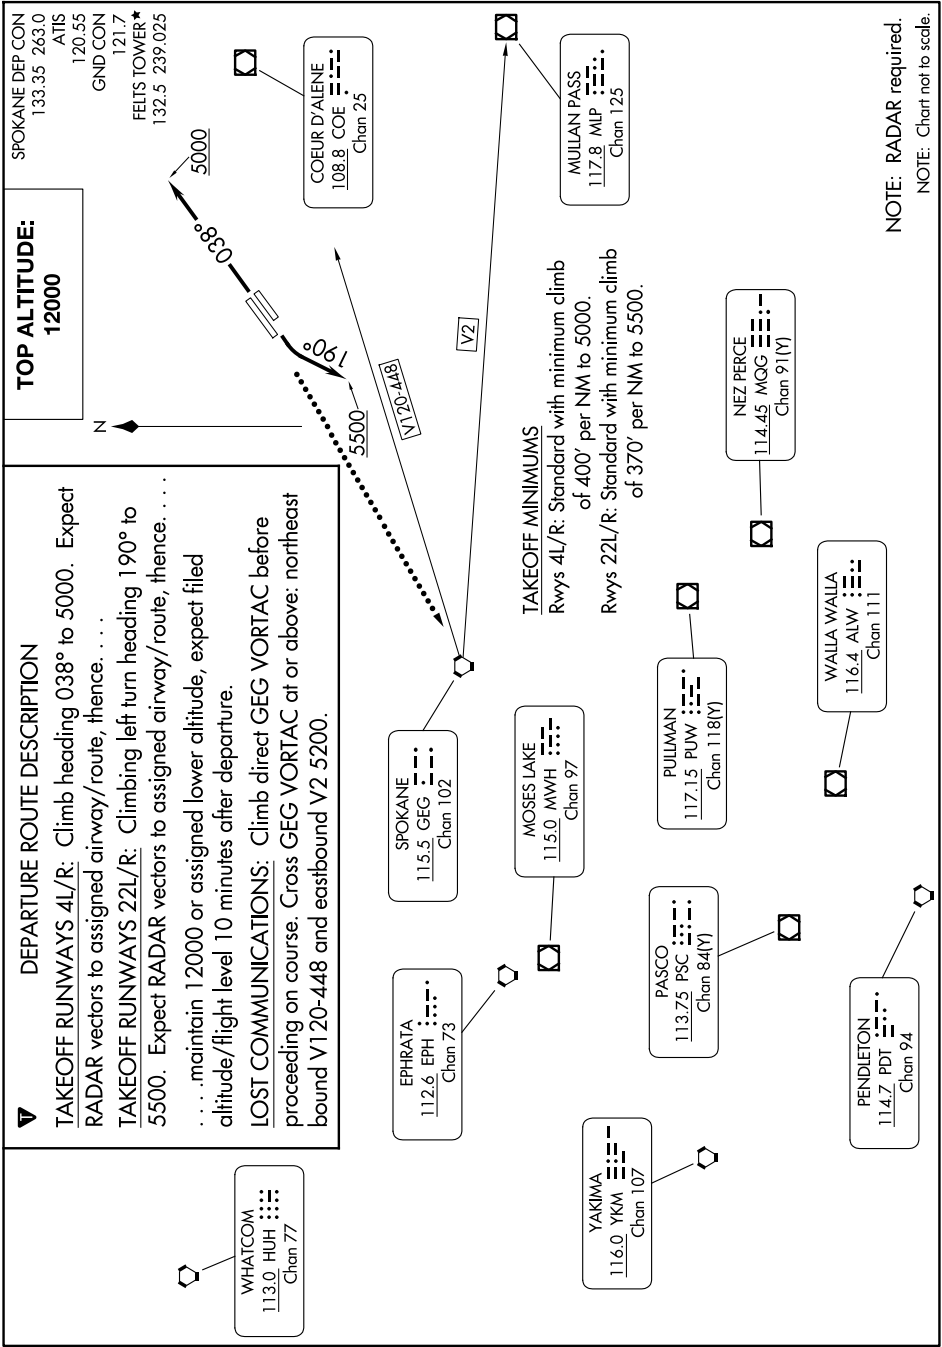 SPOKANE DEP CON
133.35 263.0
ATIS
120.55
GND CON
121.7
FELTS TOWER★
132.5 239.025
TOP ALTITUDE:
12000
DEPARTURE ROUTE DESCRIPTION
TAKEOFF RUNWAYS 4L/R: Climb heading 038° to 5000. Expect
RADAR vectors to assigned airway/route, thence. . . .
TAKEOFF RUNWAYS 22L/R: Climbing left turn heading 190° to
5500. Expect RADAR vectors to assigned airway/route, thence. . . .
. . . .maintain 12000 or assigned lower altitude, expect filed
altitude/flight level 10 minutes after departure.
LOST COMMUNICATIONS: Climb direct GEG VORTAC before
proceeding on course. Cross GEG VORTAC at or above: northeast
bound V120-448 and eastbound V2 5200.
T
N
5000
038°
190°
5500
V120-448
V2
COEUR D'ALENE
108.8 COE
Chan 25
MULLAN PASS
117.8 MLP
Chan 125
WHATCOM
113.0 HUH
Chan 77
EPHRATA
112.6 EPH
Chan 73
SPOKANE
115.5 GEG
Chan 102
MOSES LAKE
115.0 MWH
Chan 97
TAKEOFF MINIMUMS
Rwys 4L/R: Standard with minimum climb
of 400' per NM to 5000.
Rwys 22L/R: Standard with minimum climb
of 370' per NM to 5500.
YAKIMA
116.0 YKM
Chan 107
PASCO
113.75 PSC
Chan 84(Y)
PULLMAN
117.15 PUW
Chan 118(Y)
NEZ PERCE
114.45 MQG
Chan 91(Y)
PENDLETON
114.7 PDT
Chan 94
WALLA WALLA
116.4 ALW
Chan 111
NOTE: RADAR required.
NOTE: Chart not to scale.